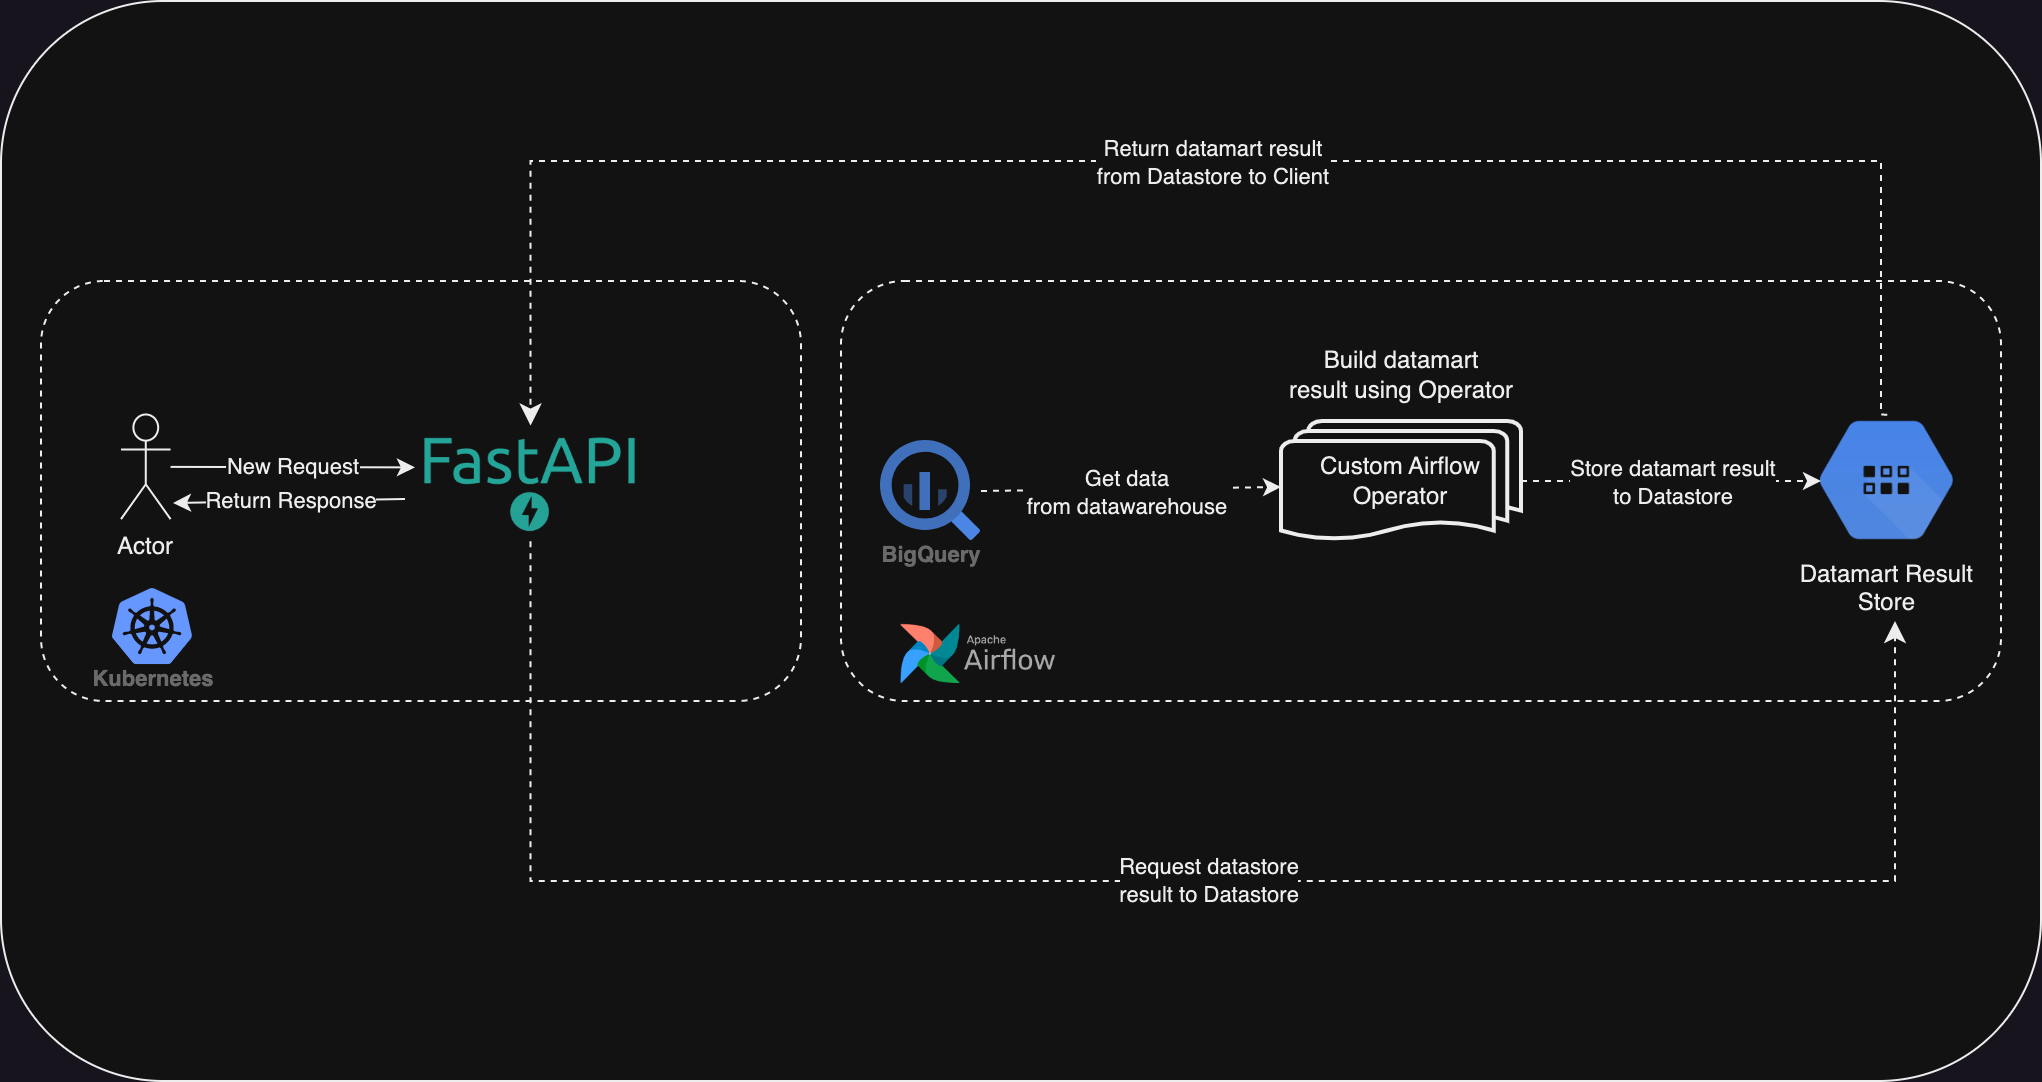 Return datamart result
from Datastore to Client
New Request
Return Response
Actor
FastAPI
Kubernetes
Build datamart
result using Operator
BigQuery
Get data
from datawarehouse
Custom Airflow
Operator
Store datamart result
to Datastore
Datamart Result
Store
Apache
Airflow
Request datastore
result to Datastore